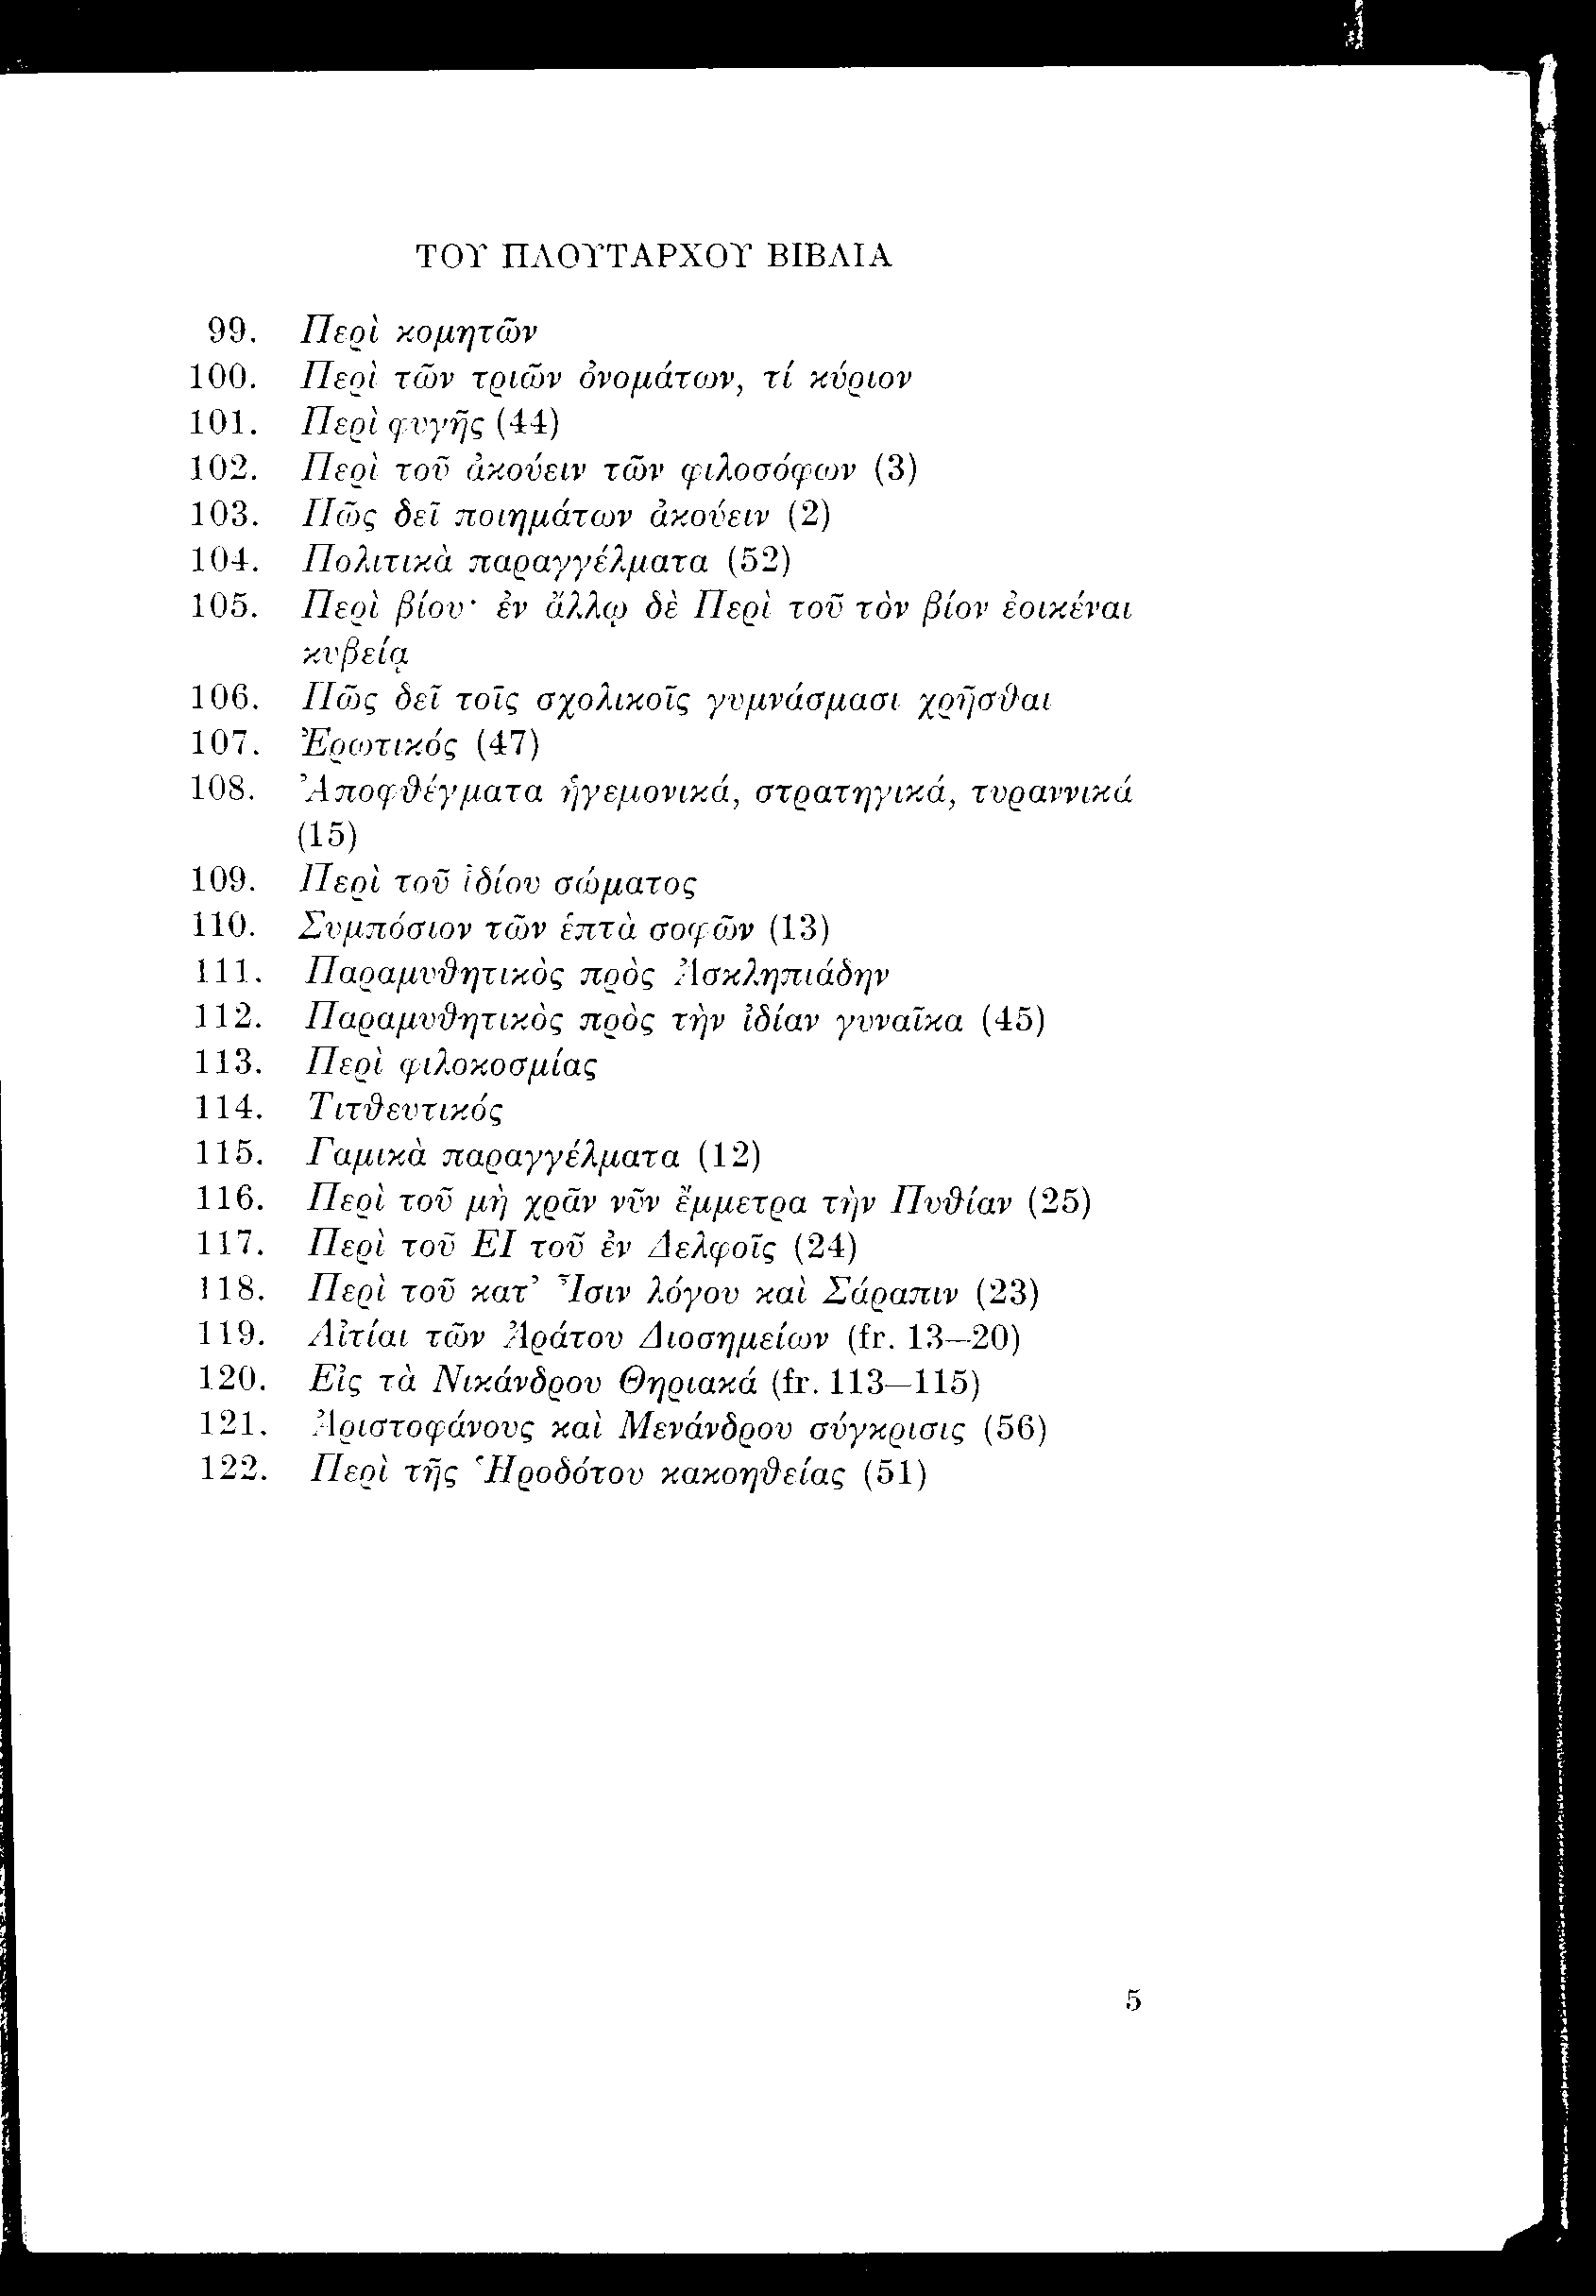 ΤΟΥ ΠΛΟΥΤΑΡΧΟΥ ΒΙΒΛΙΑ
99. Περὶ κομητῶν
100. Περὶ τῶν τριῶν ὀνομάτων, τί κύριον
101. Περὶ φυγῆς (44)
102. Περὶ τοῦ ἀκούειν τῶν φιλοσόφων (3)
103. Πῶς δεῖ ποιημάτων ἀκούειν (2)
104. Πολιτικὰ παραγγέλματα (52)
105. Περὶ βίου· ἐν ἄλλῳ δὲ Περὶ τοῦ τὸν βίον ἐοικέναι
κυβείᾳ
106. Πῶς δεῖ τοῖς σχολικοῖς γυμνάσμασι χρῆσθαι
107. Ἐρωτικός (47)
108. Ἀποφθέγματα ἡγεμονικά, στρατηγικά, τυραννικά
(15)
109. Περὶ τοῦ ἰδίου σώματος
110. Συμπόσιον τῶν ἑπτὰ σοφῶν (13)
111. Παραμυθητικὸς πρὸς Ἀσκληπιάδην
112. Παραμυθητικὸς πρὸς τὴν ἰδίαν γυναῖκα (45)
113. Περὶ φιλοκοσμίας
114. Τιτθευτικός
115. Γαμικὰ παραγγέλματα (12)
116. Περὶ τοῦ μὴ χρᾶν νῦν ἔμμετρα τὴν Πυθίαν (25)
117. Περὶ τοῦ ΕΙ τοῦ ἐν Δελφοῖς (24)
118. Περὶ τοῦ κατ’ Ἶσιν λόγου καὶ Σάραπιν (23)
119. Αἰτίαι τῶν Ἀράτου Διοσημείων (fr. 13—20)
120. Εἰς τὰ Νικάνδρου Θηριακά (fr. 113—115)
121. Ἀριστοφάνους καὶ Μενάνδρου σύγκρισις (56)
122. Περὶ τῆς Ἡροδότου κακοηθείας (51)
5